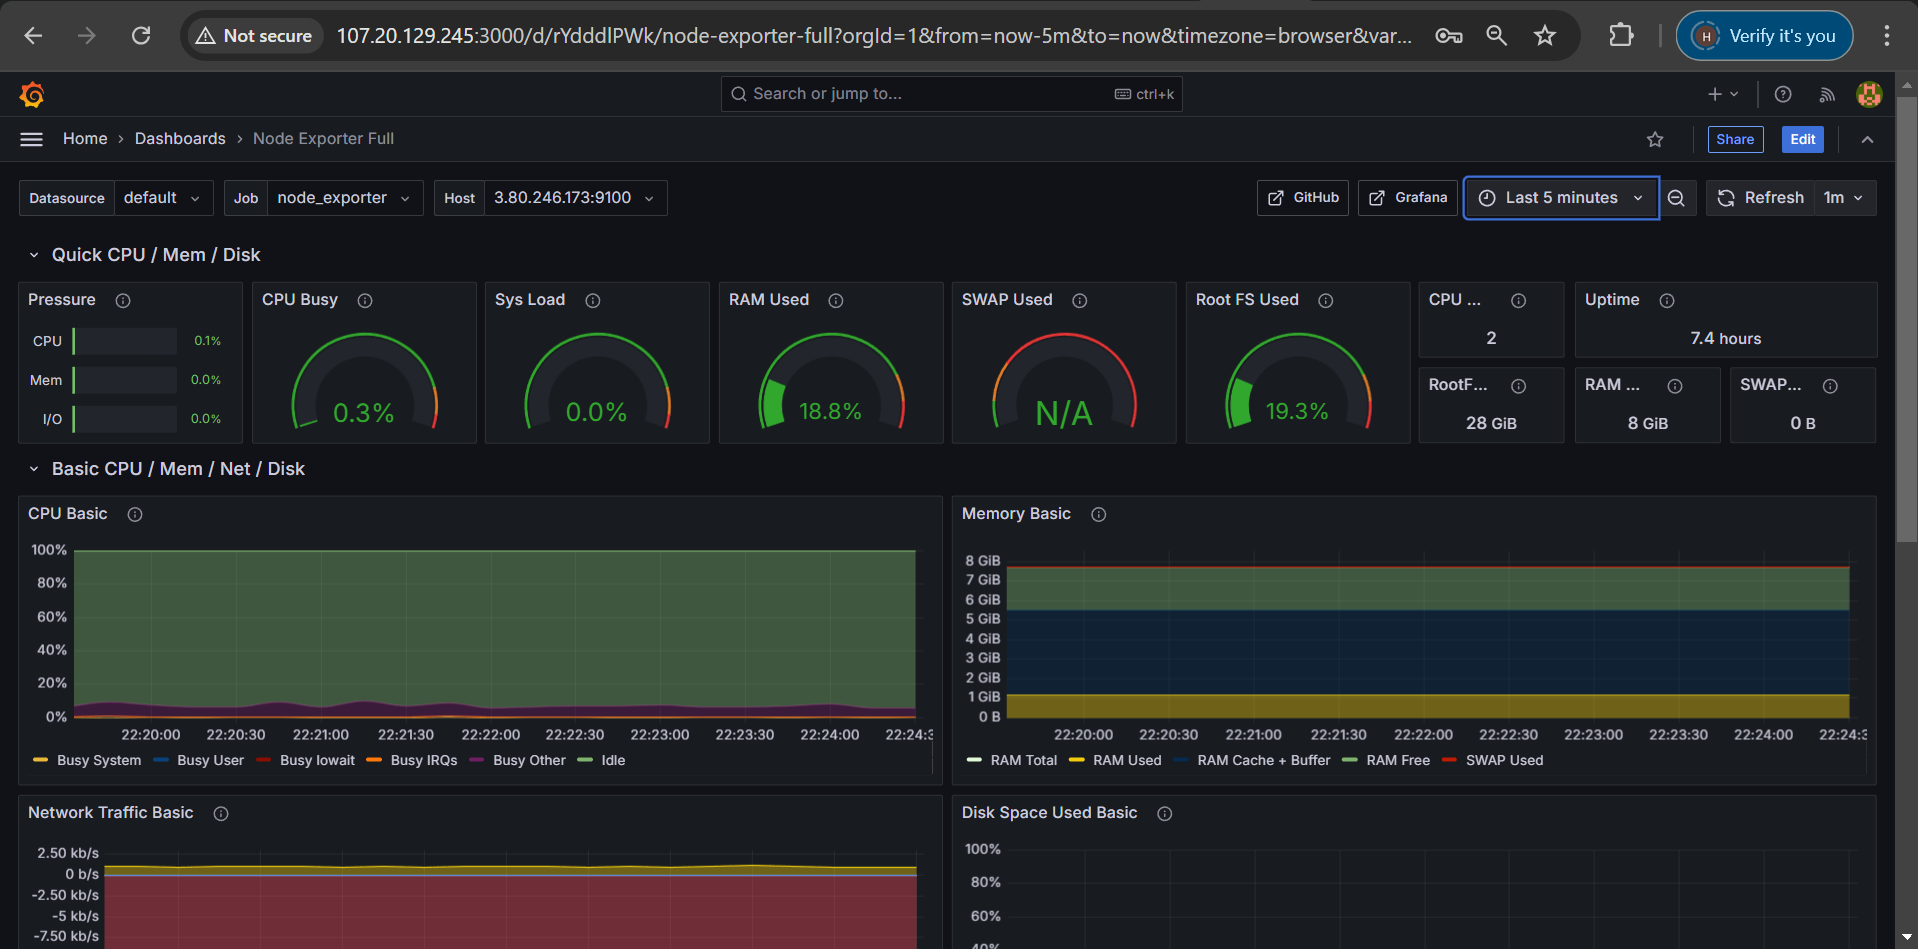 Not secure 107.20.129.245:3000/d/rYdddlPWk/node-exporter-full?orgId=1&from=now-5m&to=now&timezone=browser&var... H Verify it's you
Search or jump to... ctrl+k
Home › Dashboards › Node Exporter Full Share Edit
Datasource default Job node_exporter Host 3.80.246.173:9100 GitHub Grafana Last 5 minutes Refresh 1m
Quick CPU / Mem / Disk
Pressure CPU Busy Sys Load RAM Used SWAP Used Root FS Used CPU ... Uptime
CPU 0.1%
Mem 0.0%
I/O 0.0%
0.3% 0.0% 18.8% N/A 19.3%
2 7.4 hours
RootF... RAM ... SWAP...
28 GiB 8 GiB 0 B
Basic CPU / Mem / Net / Disk
CPU Basic
100%
80%
60%
40%
20%
0%
22:20:00 22:20:30 22:21:00 22:21:30 22:22:00 22:22:30 22:23:00 22:23:30 22:24:00 22:24:3
Busy System Busy User Busy Iowait Busy IRQs Busy Other Idle
Memory Basic
8 GiB
7 GiB
6 GiB
5 GiB
4 GiB
3 GiB
2 GiB
1 GiB
0 B
22:20:00 22:20:30 22:21:00 22:21:30 22:22:00 22:22:30 22:23:00 22:23:30 22:24:00 22:24:3
RAM Total RAM Used RAM Cache + Buffer RAM Free SWAP Used
Network Traffic Basic
2.50 kb/s
0 b/s
-2.50 kb/s
-5 kb/s
-7.50 kb/s
Disk Space Used Basic
100%
80%
60%
40%